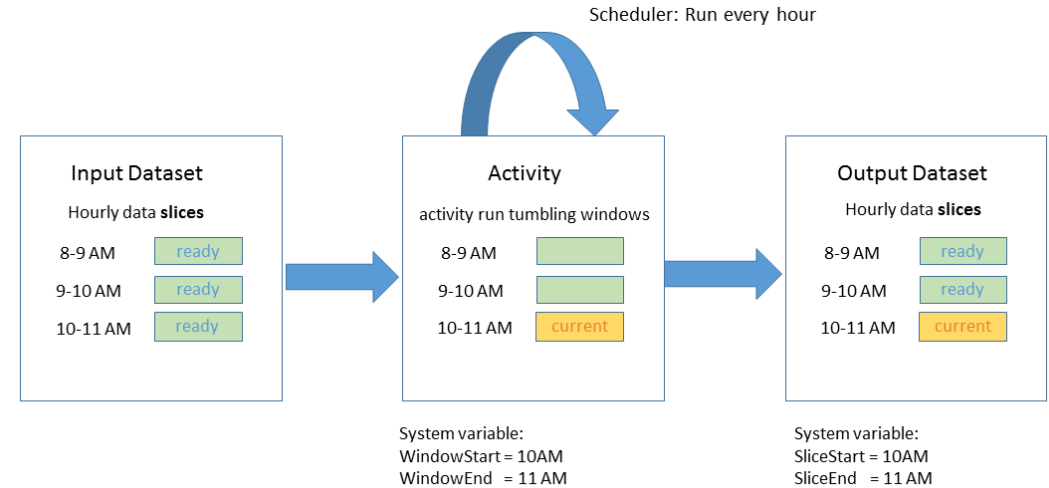 Scheduler: Run every hour
Input Dataset
Hourly data slices
8-9 AM ready
9-10 AM ready
10-11 AM ready
Activity
activity run tumbling windows
8-9 AM
9-10 AM
10-11 AM current
System variable:
WindowStart = 10AM
WindowEnd = 11 AM
Output Dataset
Hourly data slices
8-9 AM ready
9-10 AM ready
10-11 AM current
System variable:
SliceStart = 10AM
SliceEnd = 11 AM